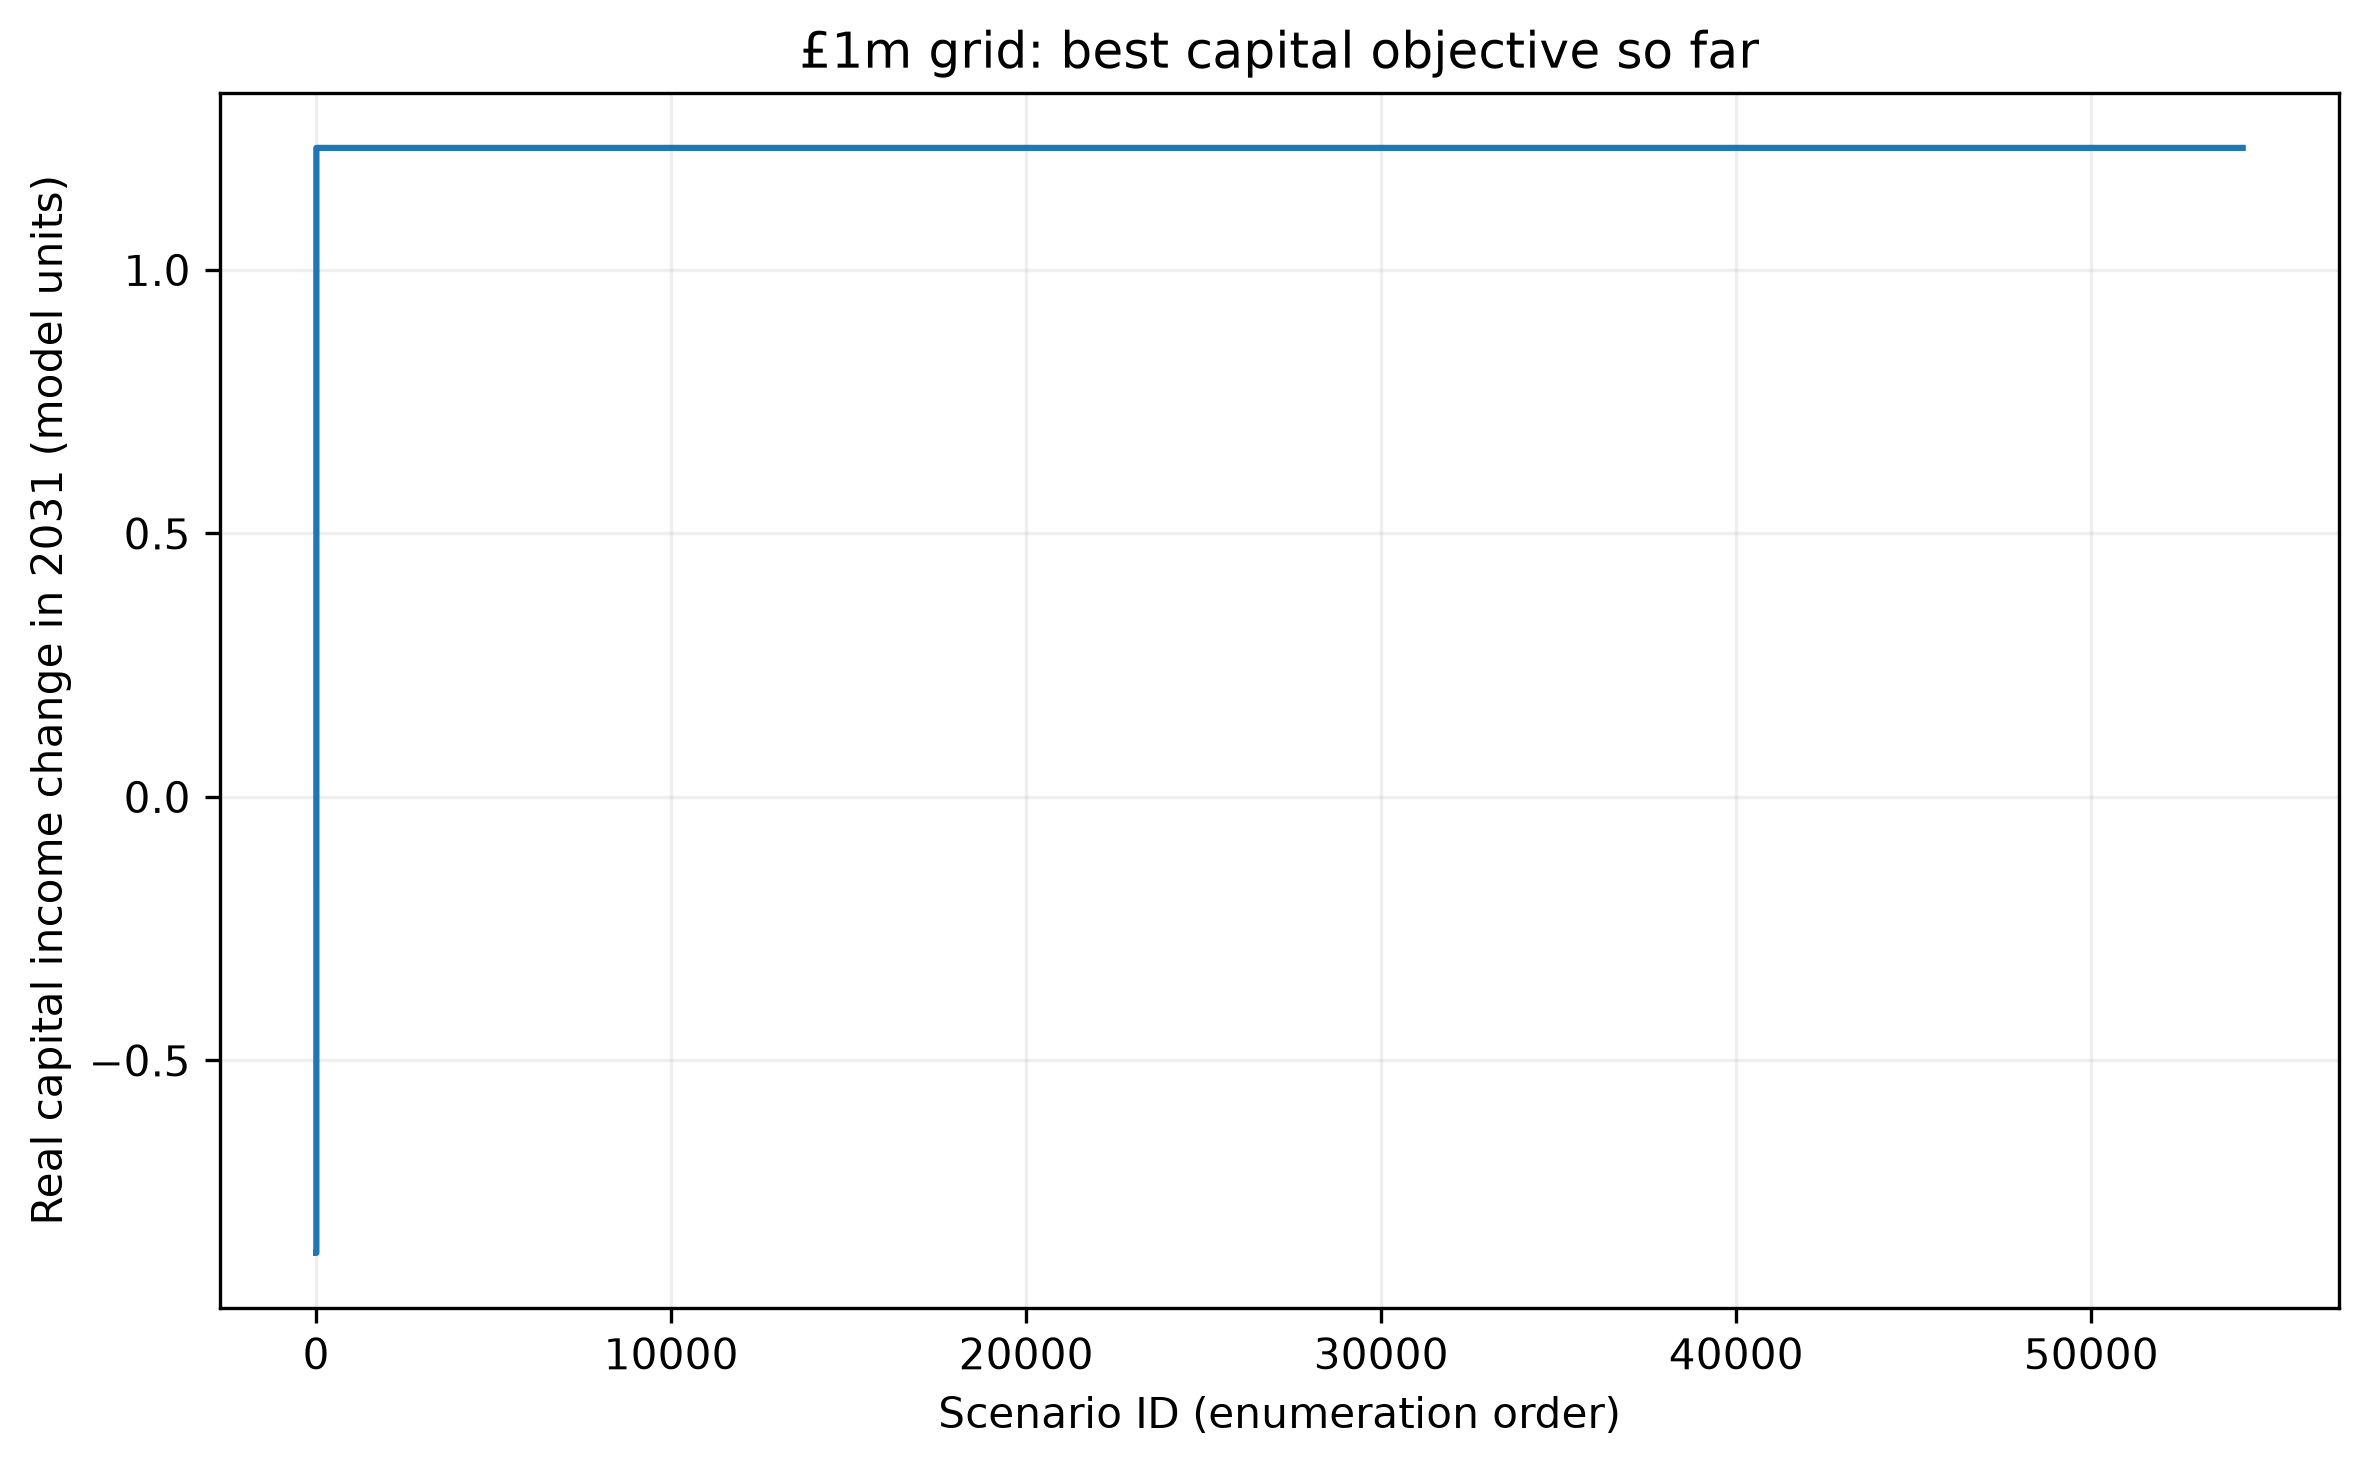 £1m grid: best capital objective so far
Real capital income change in 2031 (model units)
1.0
0.5
0.0
−0.5
0 10000 20000 30000 40000 50000
Scenario ID (enumeration order)